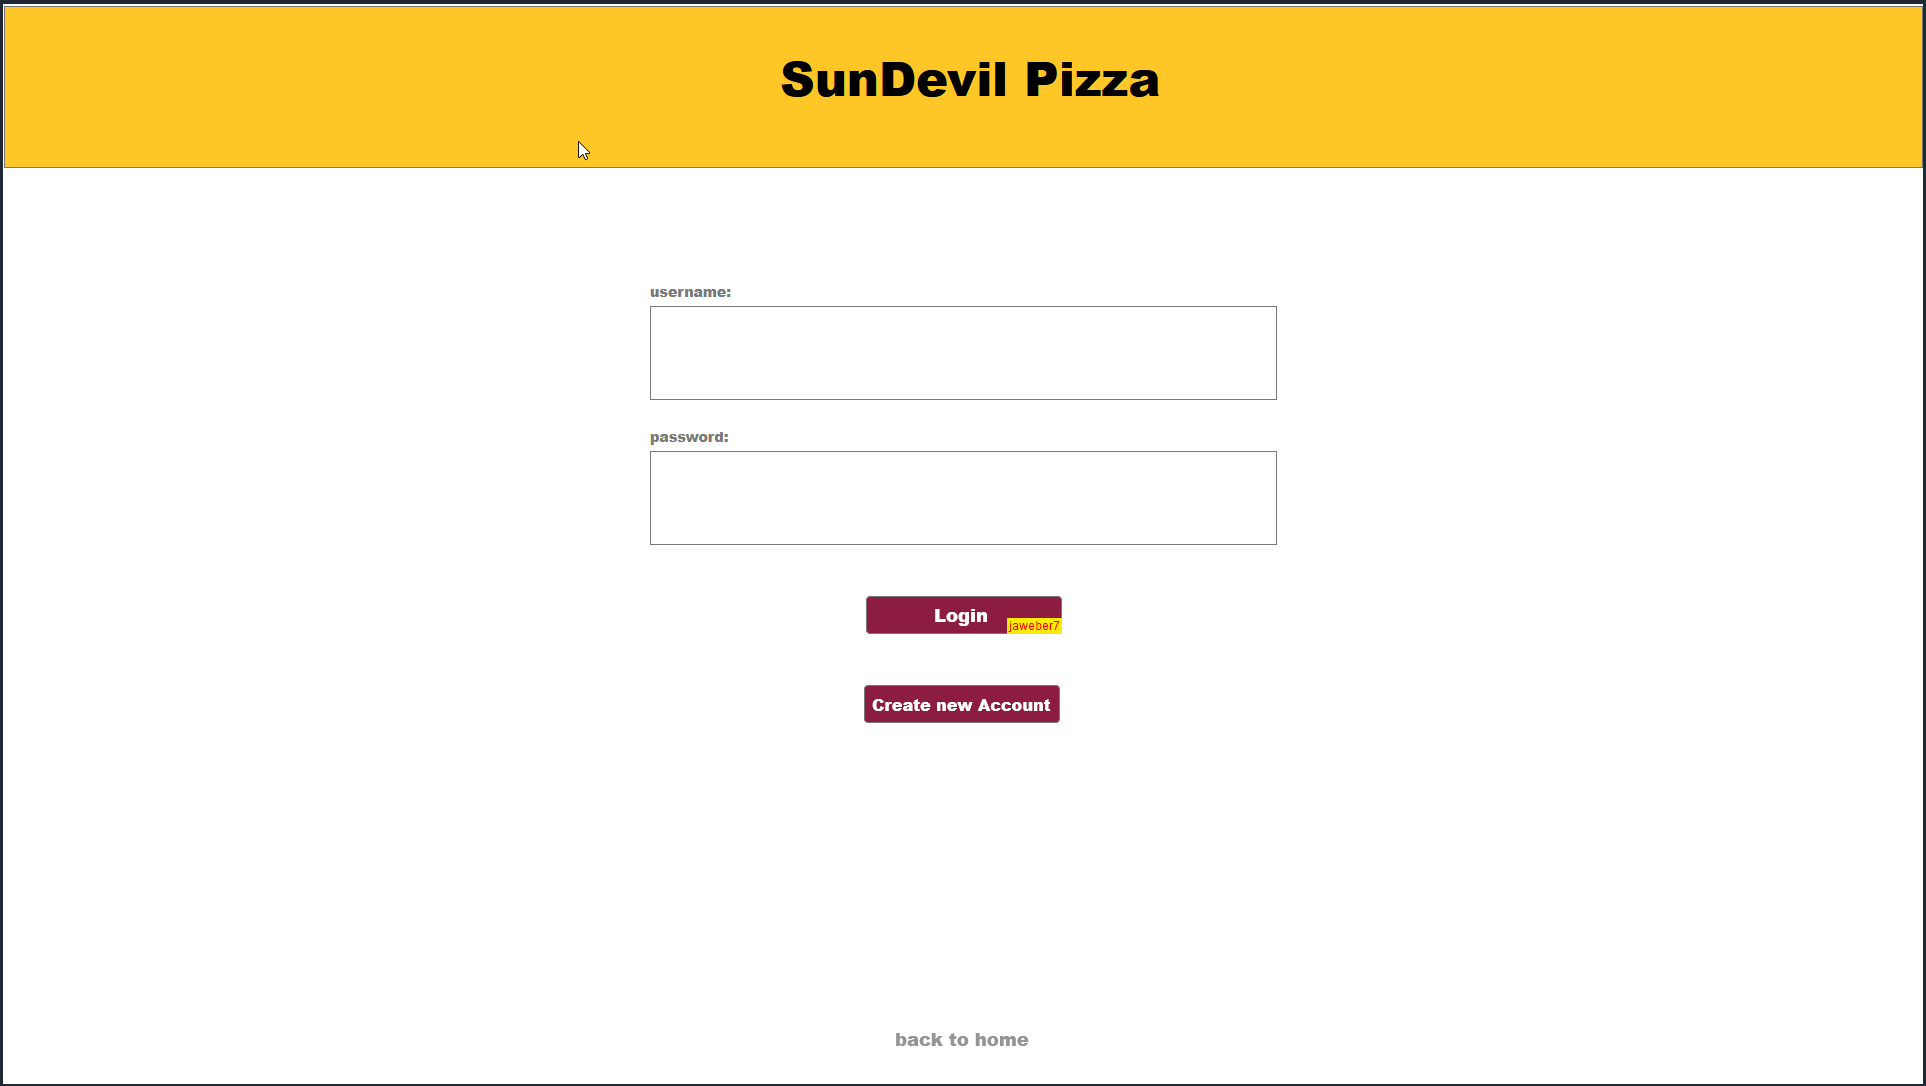 SunDevil Pizza
username:
password:
Login
jaweber7
Create new Account
back to home